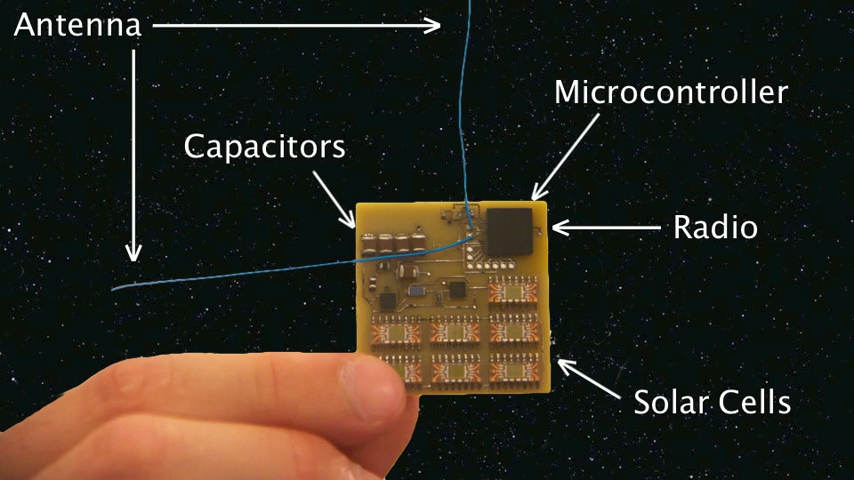 Antenna
Microcontroller
Capacitors
Radio
Solar Cells